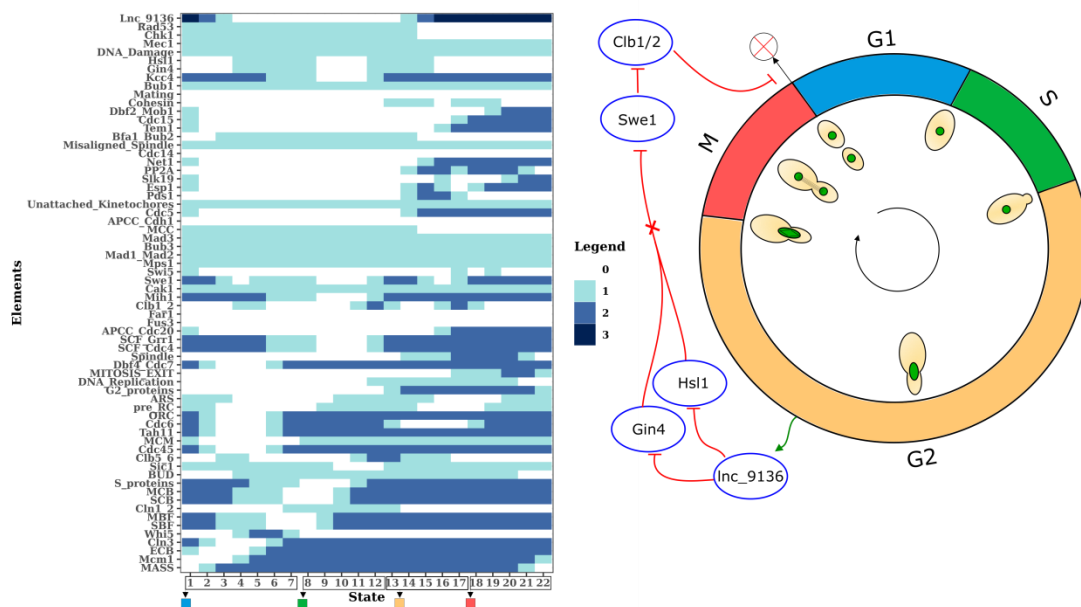 Lnc_9136
Rad53
Chk1
Mec1
DNA_Damage
Hsl1
Gin4
Kcc4
Bub1
Mating
Cohesin
Dbf2_Mob1
Cdc15
Tem1
Bfa1_Bub2
Misaligned_Spindle
Cdc14
Net1
PP2A
Slk19
Esp1
Pds1
Unattached_Kinetochores
Cdc5
APCC_Cdh1
MCC
Mad3
Bub3
Mad1_Mad2
Mps1
Swi5
Swe1
Cak1
Mih1
Clb1_2
Far1
Fus3
APCC_Cdc20
SCF_Grr1
SCF_Cdc4
Spindle
Dbf4_Cdc7
MITOSIS_EXIT
DNA_Replication
G2_proteins
ARS
pre_RC
ORC
Cdc6
Tah11
MCM
Cdc45
Clb5_6
Sic1
BUD
S_proteins
MCB
SCB
Cln1_2
MBF
SBF
Whi5
Cln3
ECB
Mcm1
MASS
Elements
1 2 3 4 5 6 7 8 9 10 11 12 13 14 15 16 17 18 19 20 21 22
State
Legend
0
1
2
3
Clb1/2
Swe1
Hsl1
Gin4
lnc_9136
G1
S
M
G2